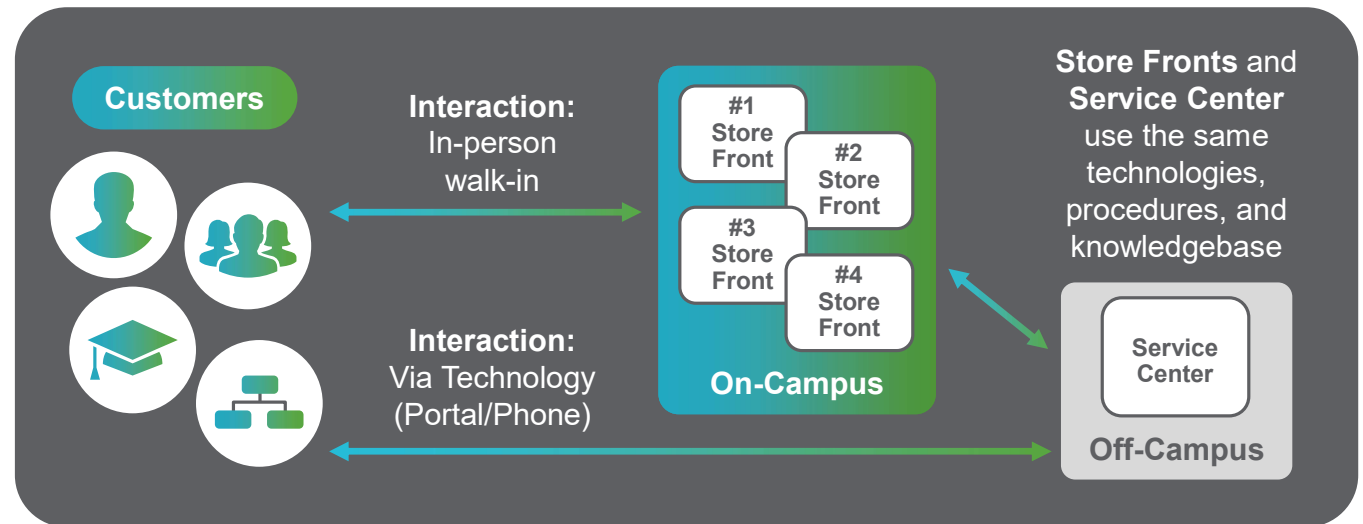 Customers
Interaction:
In-person
walk-in
Interaction:
Via Technology
(Portal/Phone)
#1
Store
Front
#2
Store
Front
#3
Store
Front
#4
Store
Front
On-Campus
Store Fronts and
Service Center
use the same
technologies,
procedures, and
knowledgebase
Service
Center
Off-Campus